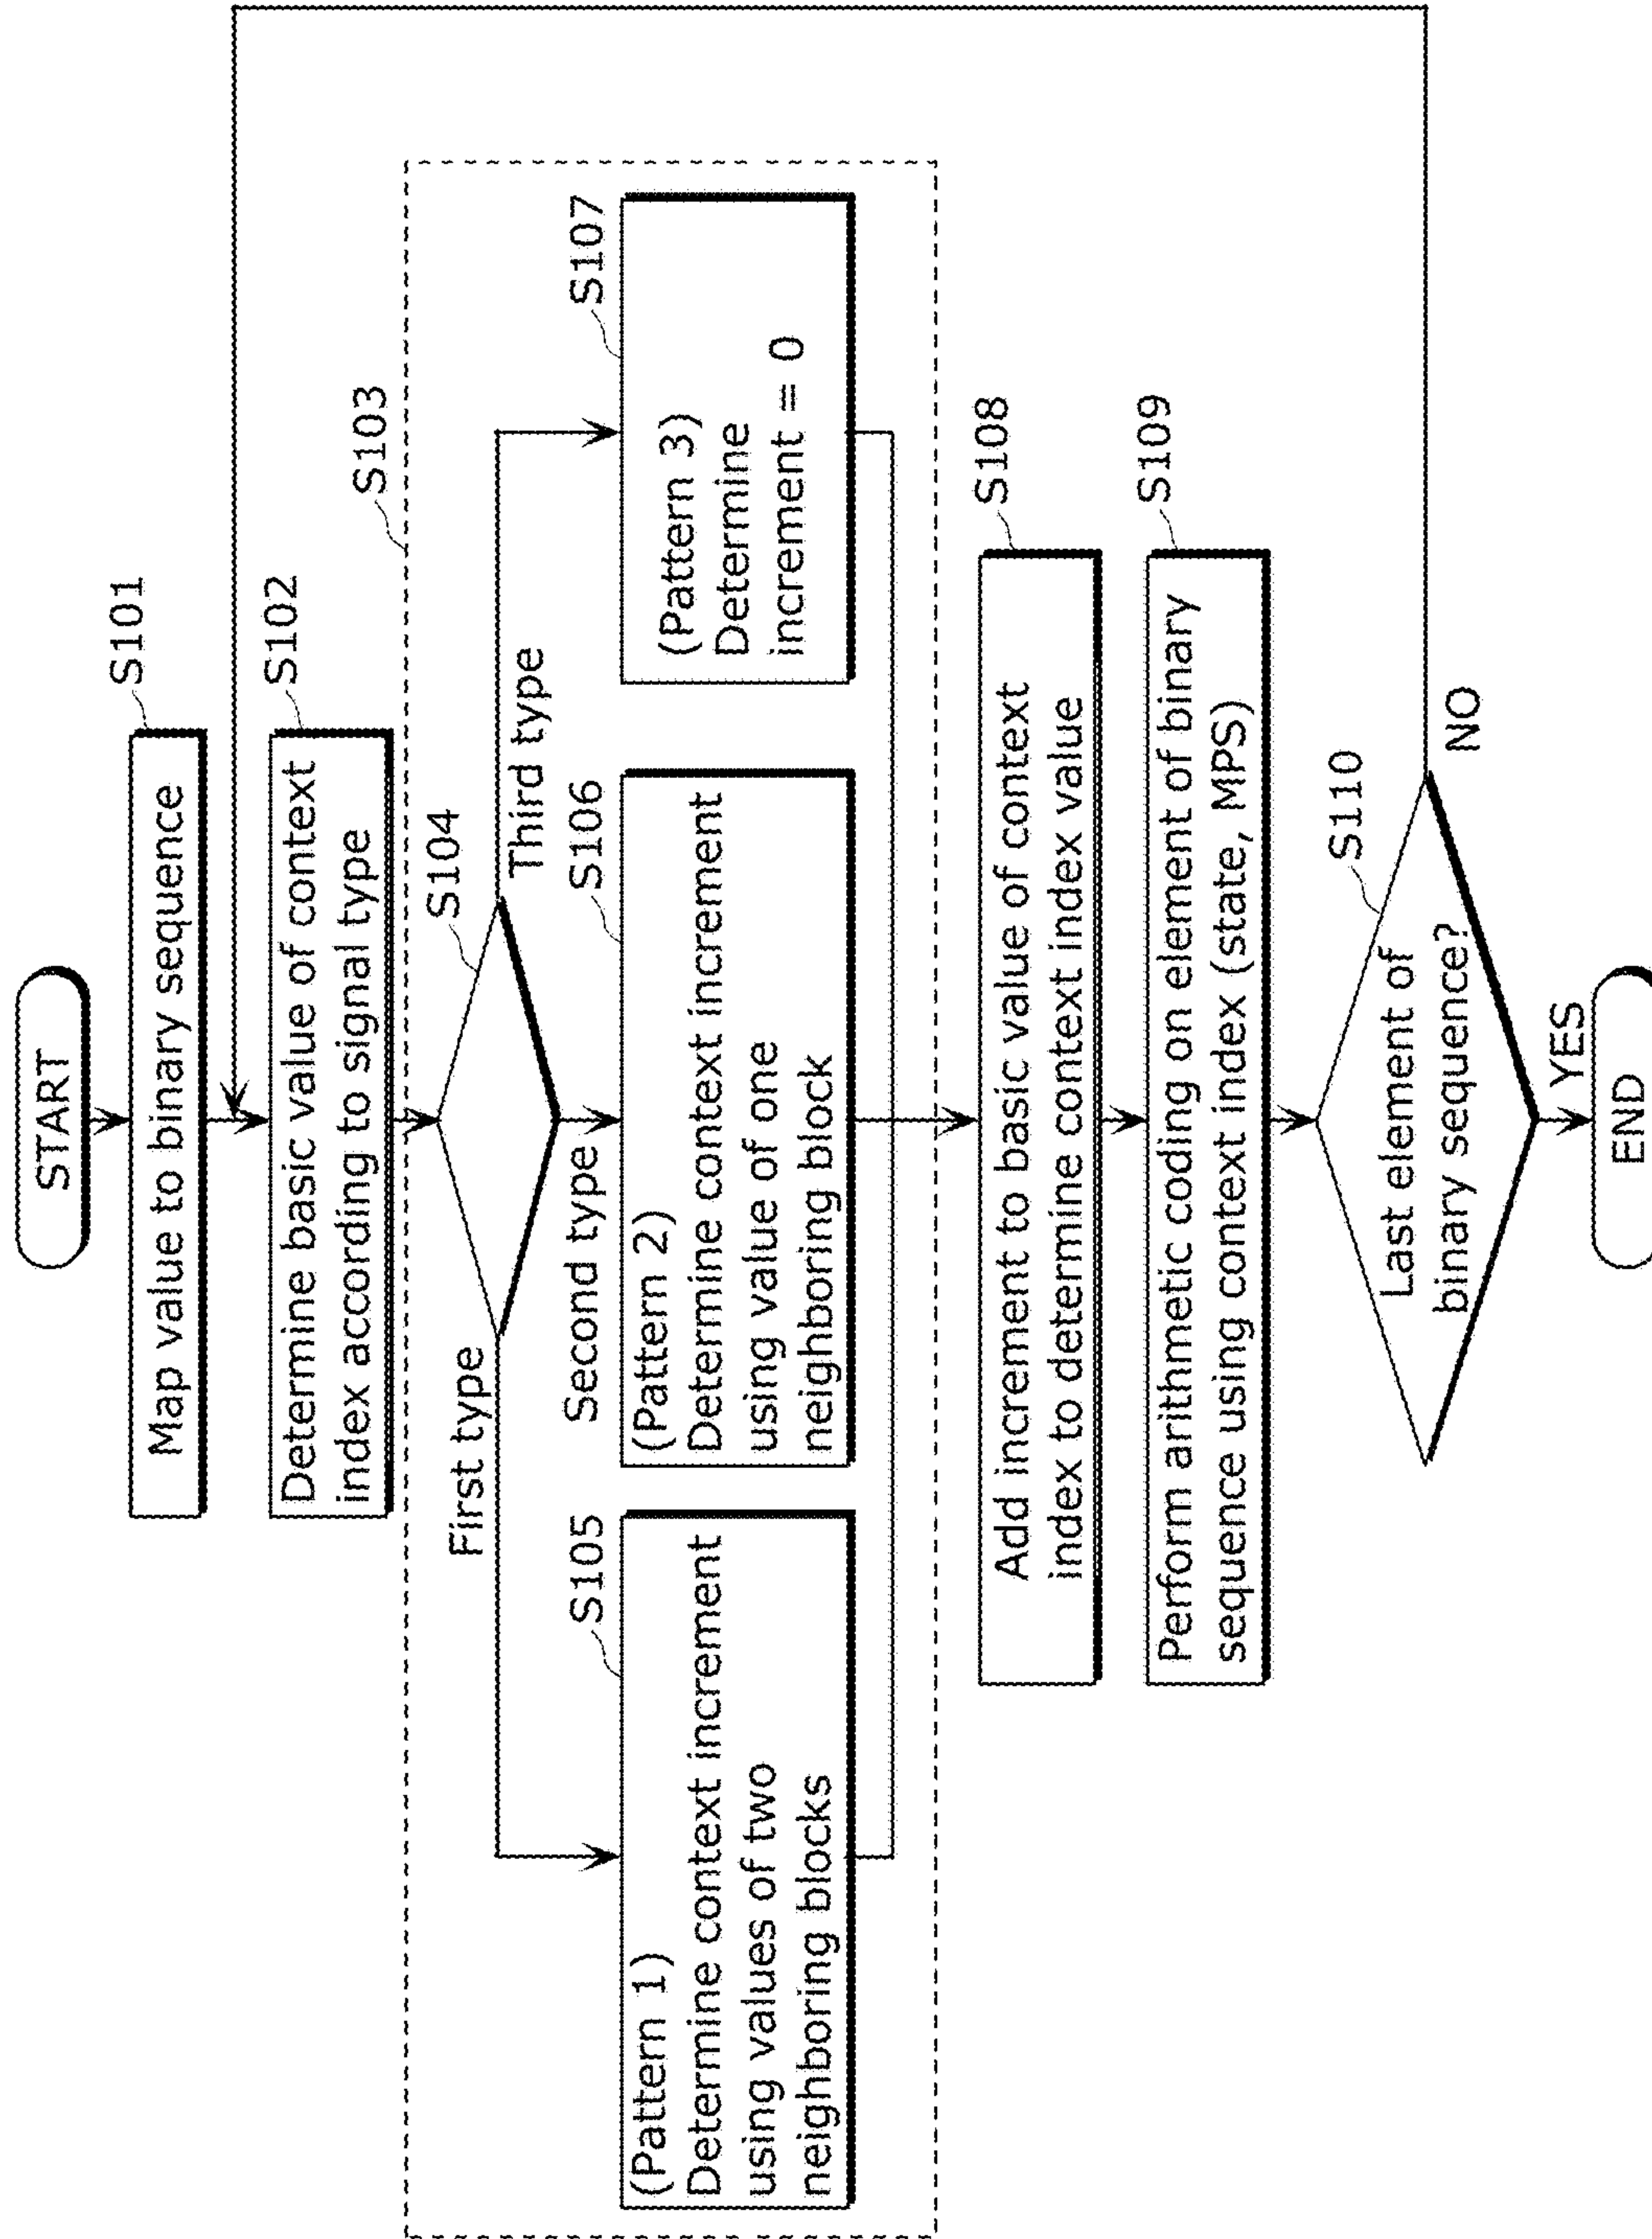 START
S101
Map value to binary sequence
S102
Determine basic value of context
index according to signal type
S103
S104
First type
Second type
Third type
S105
(Pattern 1)
Determine context increment
using values of two
neighboring blocks
S106
(Pattern 2)
Determine context increment
using value of one
neighboring block
S107
(Pattern 3)
Determine
increment = 0
S108
Add increment to basic value of context
index to determine context index value
S109
Perform arithmetic coding on element of binary
sequence using context index (state, MPS)
S110
Last element of
binary sequence?
NO
YES
END